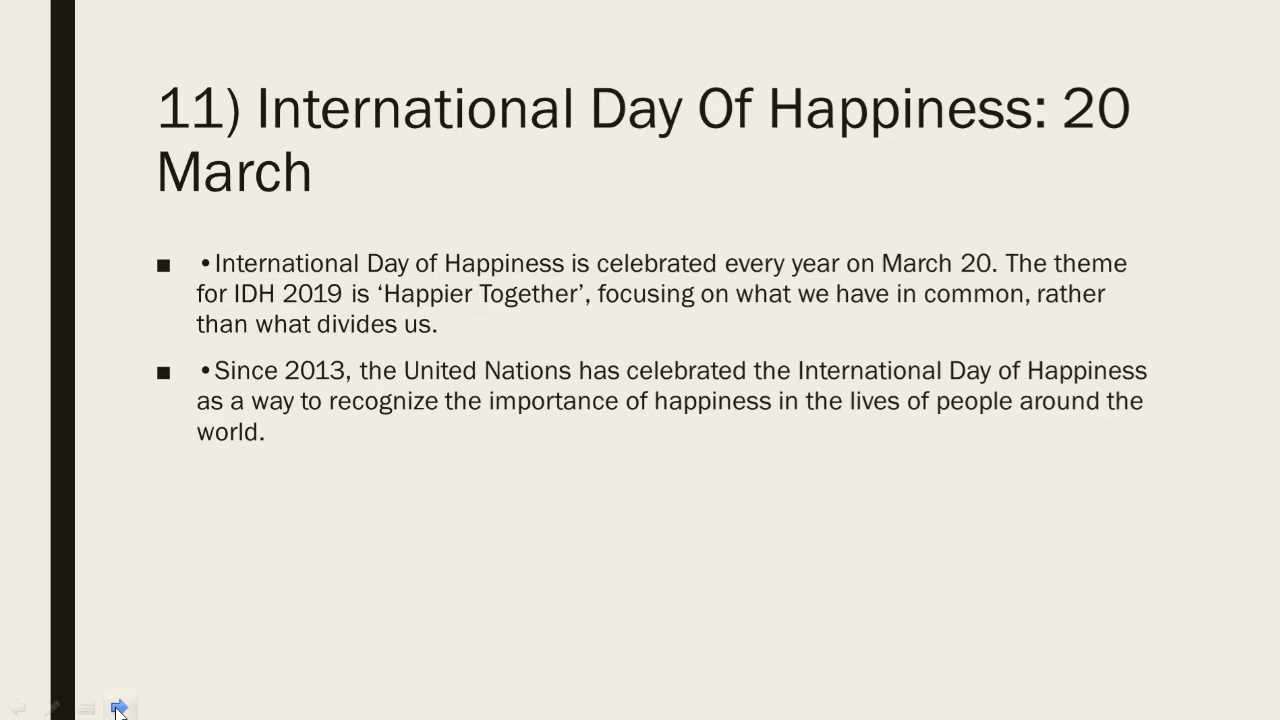 11) International Day Of Happiness: 20
March
■ •International Day of Happiness is celebrated every year on March 20. The theme
for IDH 2019 is ‘Happier Together’, focusing on what we have in common, rather
than what divides us.
■ •Since 2013, the United Nations has celebrated the International Day of Happiness
as a way to recognize the importance of happiness in the lives of people around the
world.